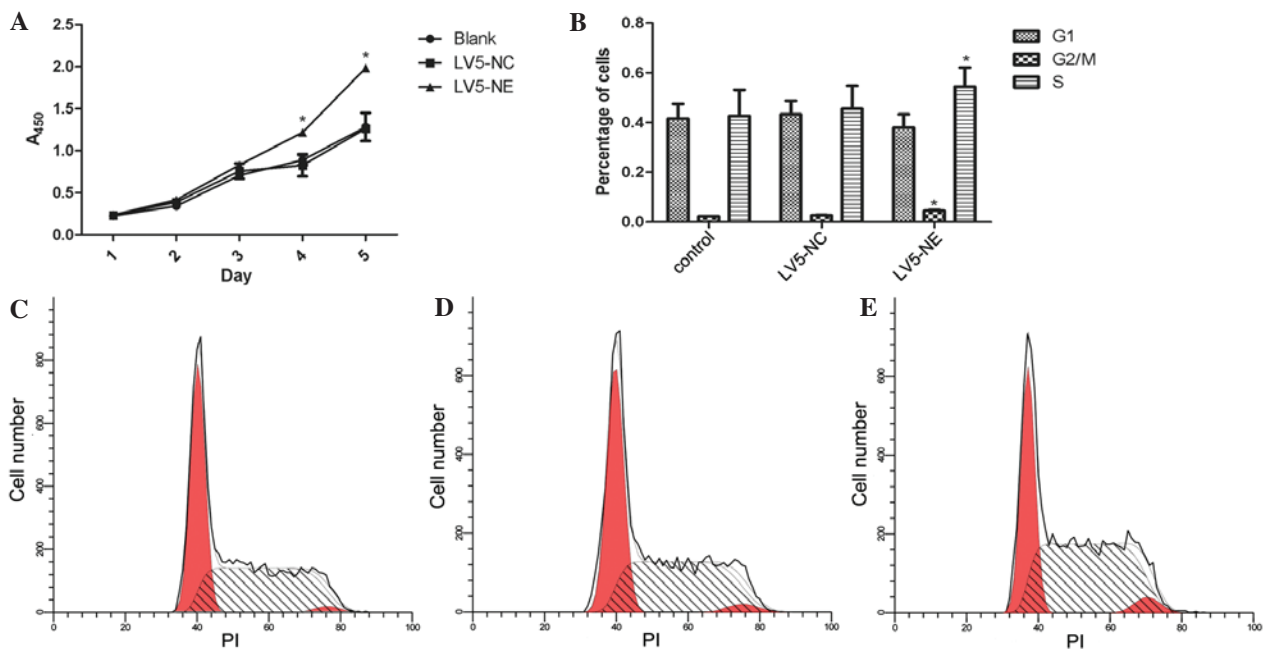 A
2.5
2.0
1.5
1.0
0.5
0.0
A450
1
2
3
4
5
Day
*
*
Blank
LV5-NC
LV5-NE
B
0.8
0.6
0.4
0.2
0.0
Percentage of cells
control
LV5-NC
LV5-NE
*
*
G1
G2/M
S
C
800
600
400
200
0
Cell number
0 20 40 60 80 100
PI
D
600
400
200
0
Cell number
0 20 40 60 80 100
PI
E
600
400
200
0
Cell number
0 20 40 60 80 100
PI